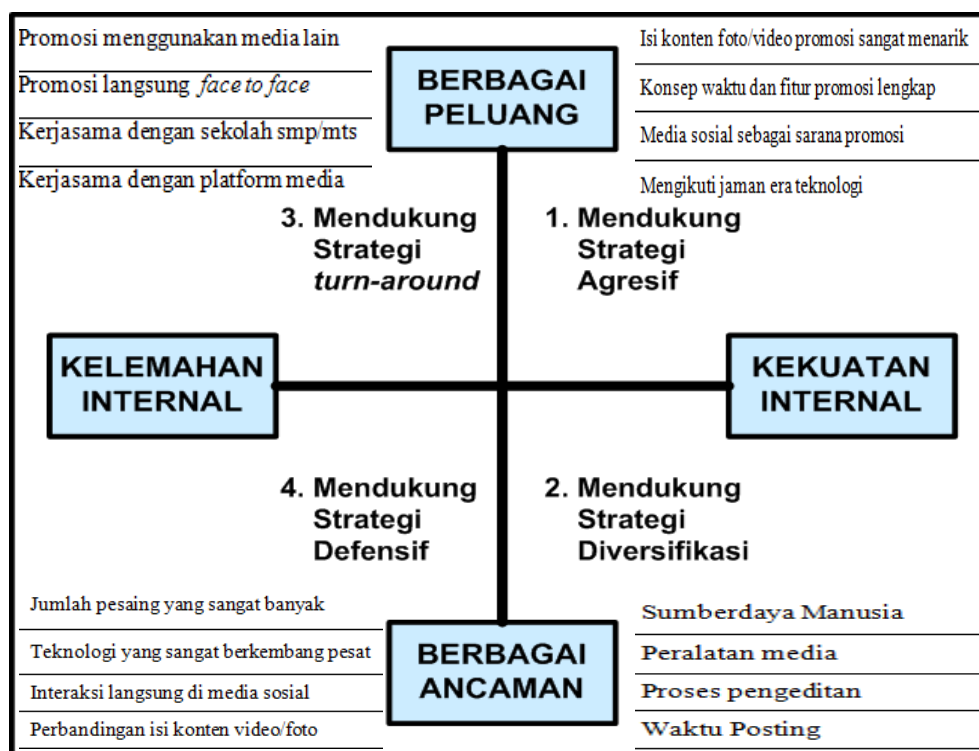 Promosi menggunakan media lain
Promosi langsung face to face
Kerjasama dengan sekolah smp/mts
Kerjasama dengan platform media
BERBAGAI
PELUANG
Isi konten foto/video promosi sangat menarik
Konsep waktu dan fitur promosi lengkap
Media sosial sebagai sarana promosi
Mengikuti jaman era teknologi
3. Mendukung
Strategi
turn-around
1. Mendukung
Strategi
Agresif
KELEMAHAN
INTERNAL
KEKUATAN
INTERNAL
4. Mendukung
Strategi
Defensif
2. Mendukung
Strategi
Diversifikasi
Jumlah pesaing yang sangat banyak
Teknologi yang sangat berkembang pesat
Interaksi langsung di media sosial
Perbandingan isi konten video/foto
BERBAGAI
ANCAMAN
Sumberdaya Manusia
Peralatan media
Proses pengeditan
Waktu Posting